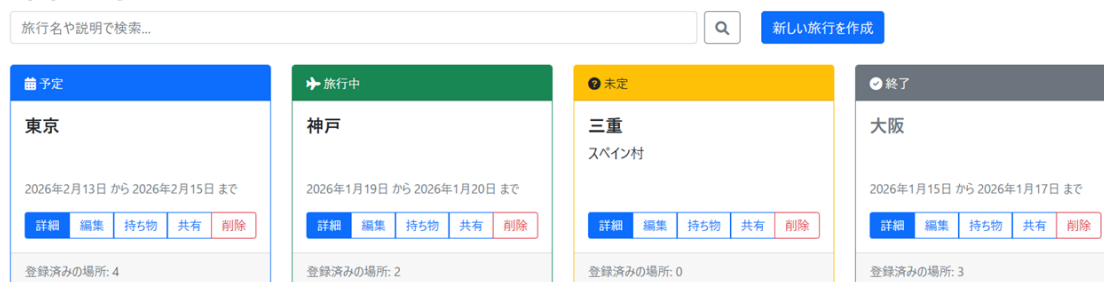 旅行名や説明で検索...
新しい旅行を作成
予定
東京
2026年2月13日 から 2026年2月15日 まで
詳細 編集 持ち物 共有 削除
登録済みの場所: 4
旅行中
神戸
2026年1月19日 から 2026年1月20日 まで
詳細 編集 持ち物 共有 削除
登録済みの場所: 2
未定
三重
スペイン村
詳細 編集 持ち物 共有 削除
登録済みの場所: 0
終了
大阪
2026年1月15日 から 2026年1月17日 まで
詳細 編集 持ち物 共有 削除
登録済みの場所: 3